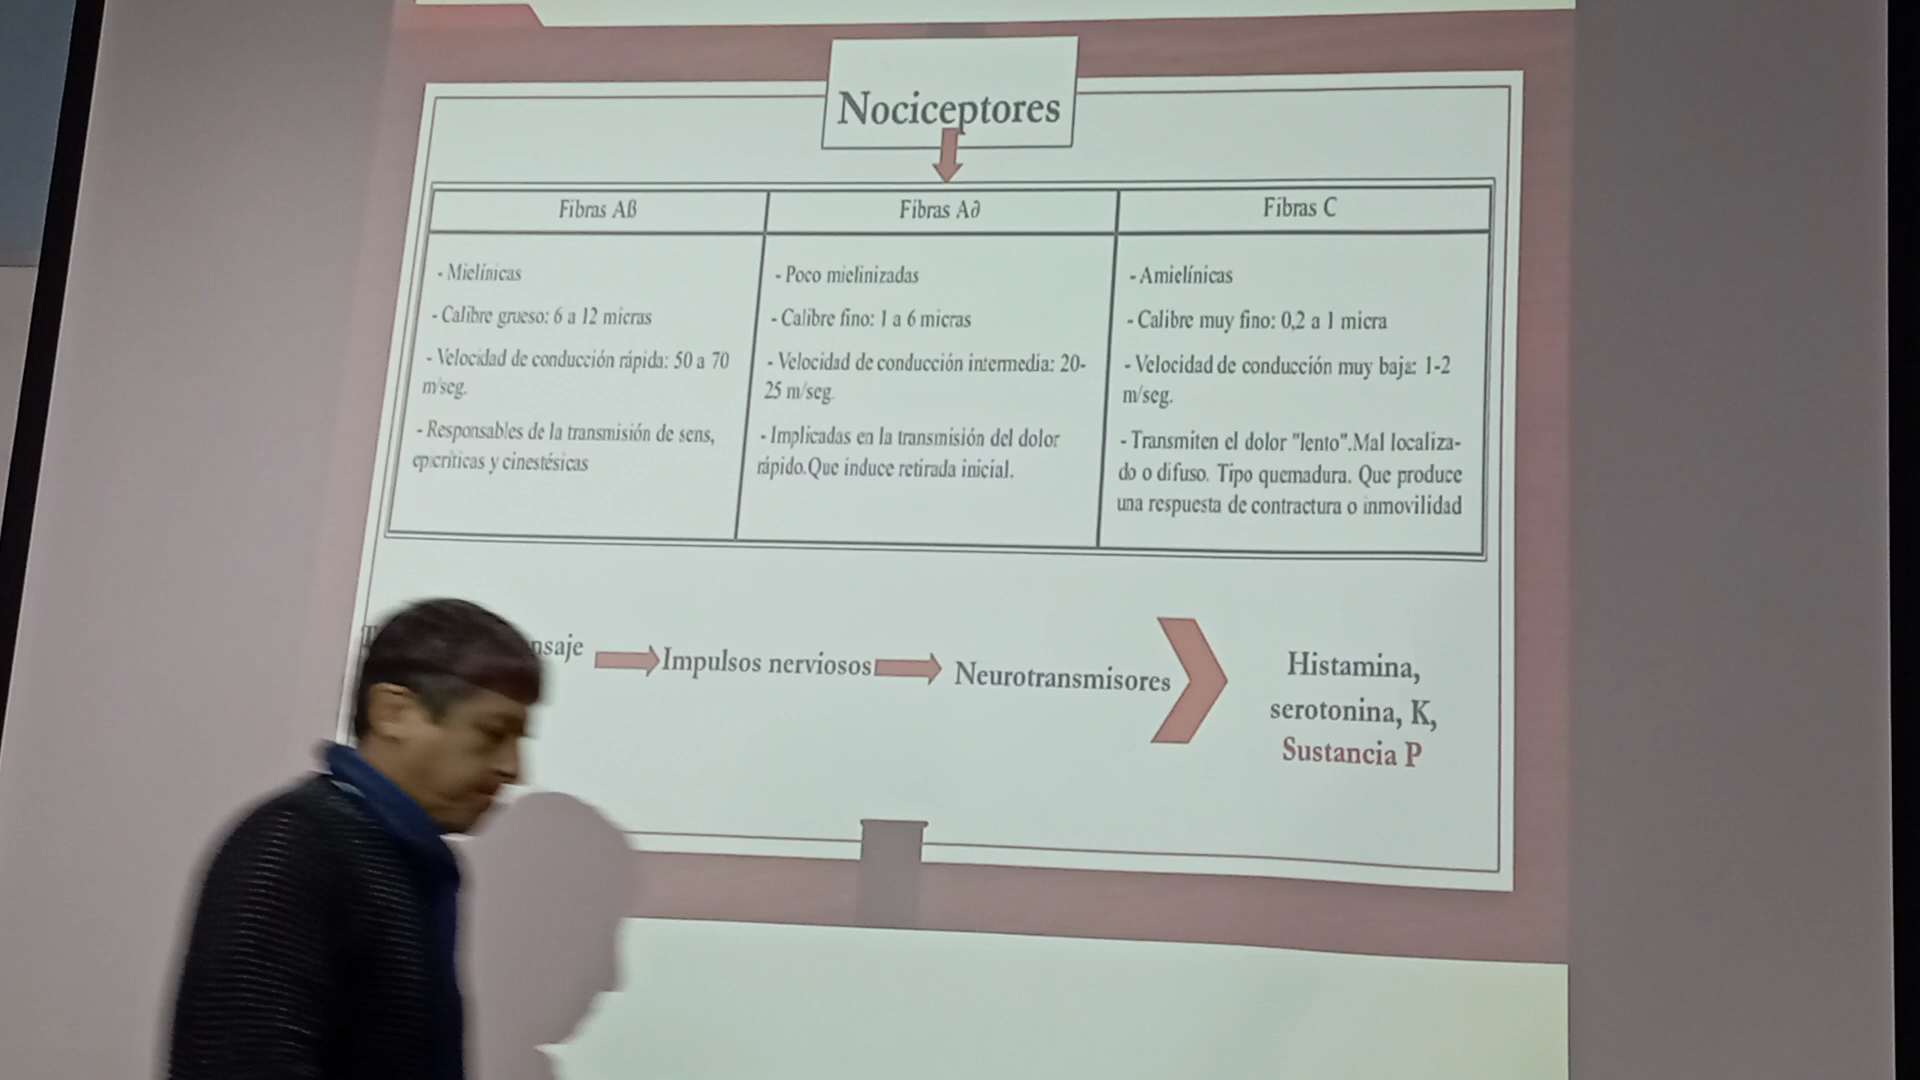 Nociceptores
Fibras Aß
Fibras A∂
Fibras C
- Mielínicas
- Calibre grueso: 6 a 12 micras
- Velocidad de conducción rápida: 50 a 70
m/seg.
- Responsables de la transmisión de sens,
epicríticas y cinestésicas
- Poco mielinizadas
- Calibre fino: 1 a 6 micras
- Velocidad de conducción intermedia: 20-
25 m/seg.
- Implicadas en la transmisión del dolor
rápido.Que induce retirada inicial.
- Amielínicas
- Calibre muy fino: 0,2 a 1 micra
- Velocidad de conducción muy baja: 1-2
m/seg.
- Transmiten el dolor "lento".Mal localiza-
do o difuso. Tipo quemadura. Que produce
una respuesta de contractura o inmovilidad
Impulsos nerviosos
Neurotransmisores
Histamina,
serotonina, K,
Sustancia P